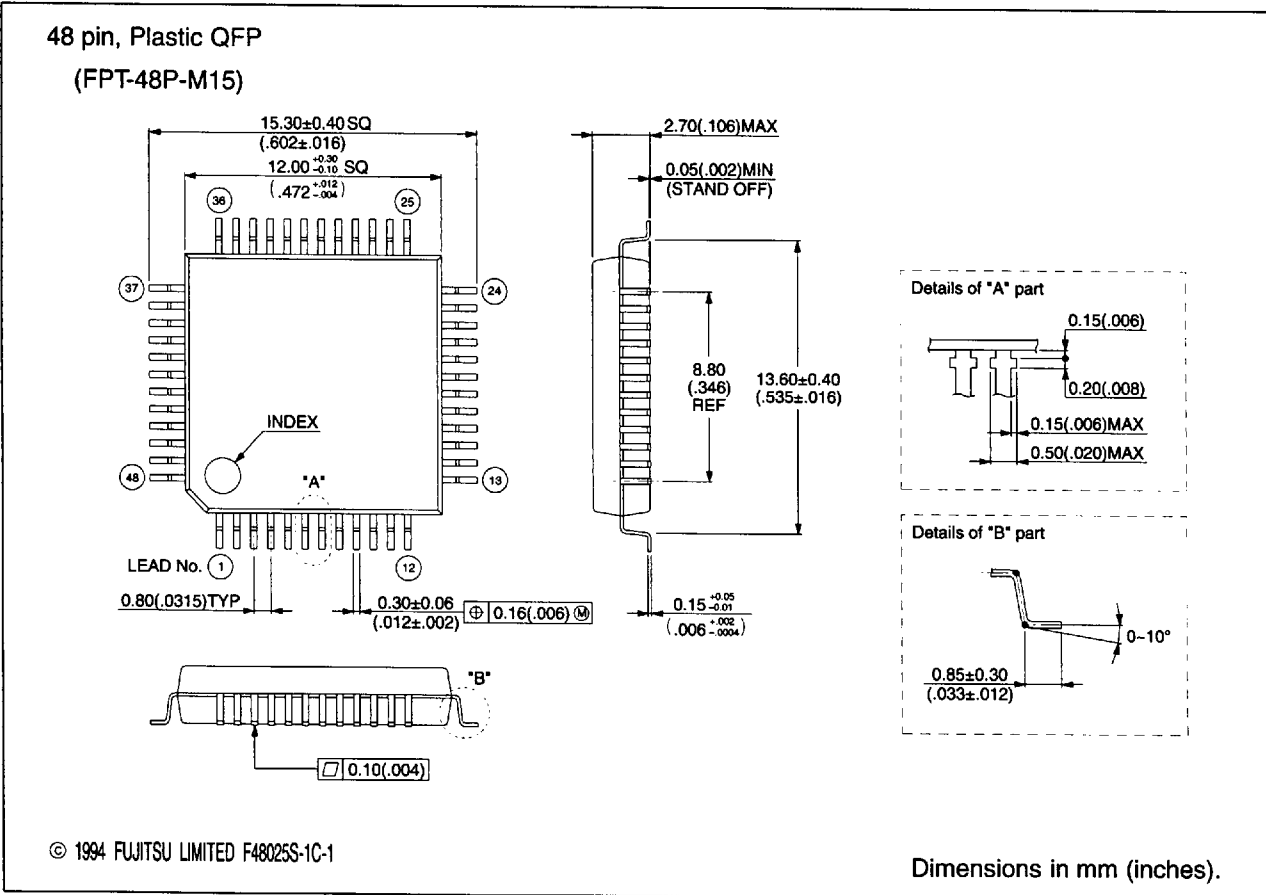 48 pin, Plastic QFP
(FPT-48P-M15)
15.30±0.40 SQ
(.602±.016)
12.00 +0.30 -0.10 SQ
(.472 +.012 -.004)
36
25
37
24
48
13
INDEX
"A"
LEAD No. 1
12
0.80(.0315)TYP
0.30±0.06
(.012±.002)
⌖ 0.16(.006) Ⓜ
2.70(.106)MAX
0.05(.002)MIN
(STAND OFF)
8.80
(.346)
REF
13.60±0.40
(.535±.016)
0.15 +0.05 -0.01
(.006 +.002 -.0004)
"B"
⏥ 0.10(.004)
Details of "A" part
0.15(.006)
0.20(.008)
0.15(.006)MAX
0.50(.020)MAX
Details of "B" part
0~10°
0.85±0.30
(.033±.012)
© 1994 FUJITSU LIMITED F48025S-1C-1
Dimensions in mm (inches).